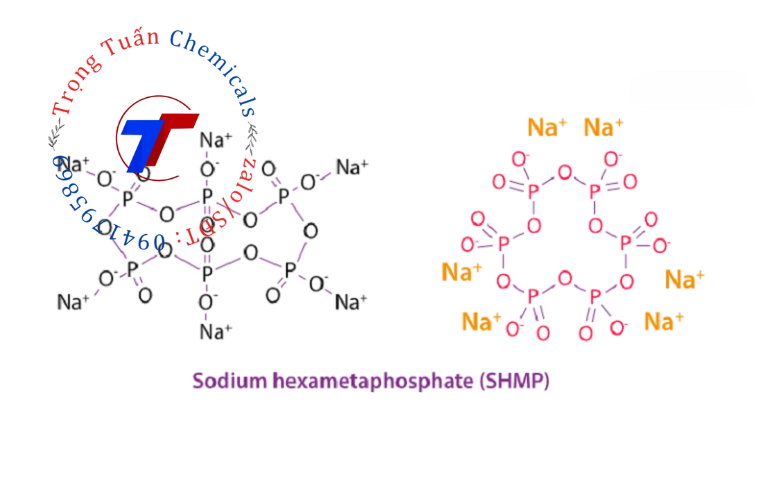 Trọng Tuấn Chemicals
zalo/SĐT:
Na⁺ Na⁺ Na⁺
O⁻ O O⁻ O O⁻
P P P
O O O O O
O O O
P P P
O⁻ O O⁻ O O⁻
Na⁺ Na⁺ Na⁺
Na⁺ Na⁺
O⁻ O O⁻
O P P O
O O O O
O⁻ P P O⁻
Na⁺ O O O Na⁺
P P
Na⁺ O⁻ O O O⁻ Na⁺
Sodium hexametaphosphate (SHMP)